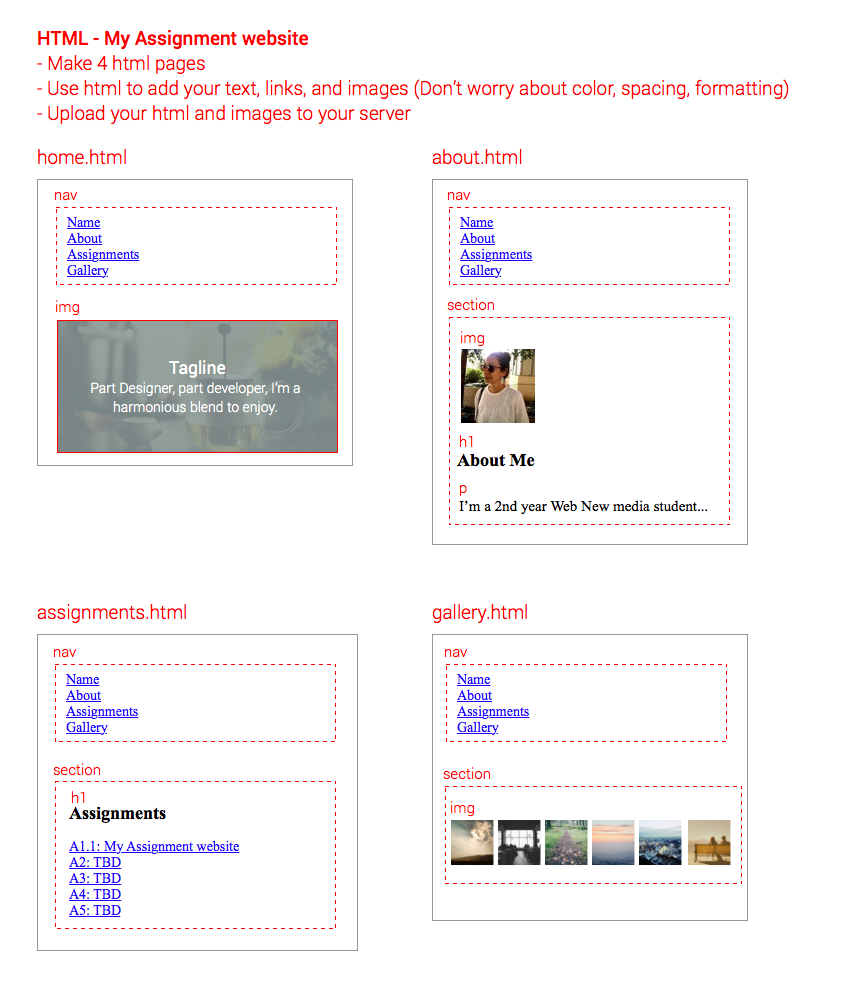 HTML - My Assignment website
- Make 4 html pages
- Use html to add your text, links, and images (Don't worry about color, spacing, formatting)
- Upload your html and images to your server
home.html
nav
Name
About
Assignments
Gallery
img
Tagline
Part Designer, part developer, I'm a
harmonious blend to enjoy.
about.html
nav
Name
About
Assignments
Gallery
section
img
h1
About Me
p
I'm a 2nd year Web New media student...
assignments.html
nav
Name
About
Assignments
Gallery
section
h1
Assignments
A1.1: My Assignment website
A2: TBD
A3: TBD
A4: TBD
A5: TBD
gallery.html
nav
Name
About
Assignments
Gallery
section
img